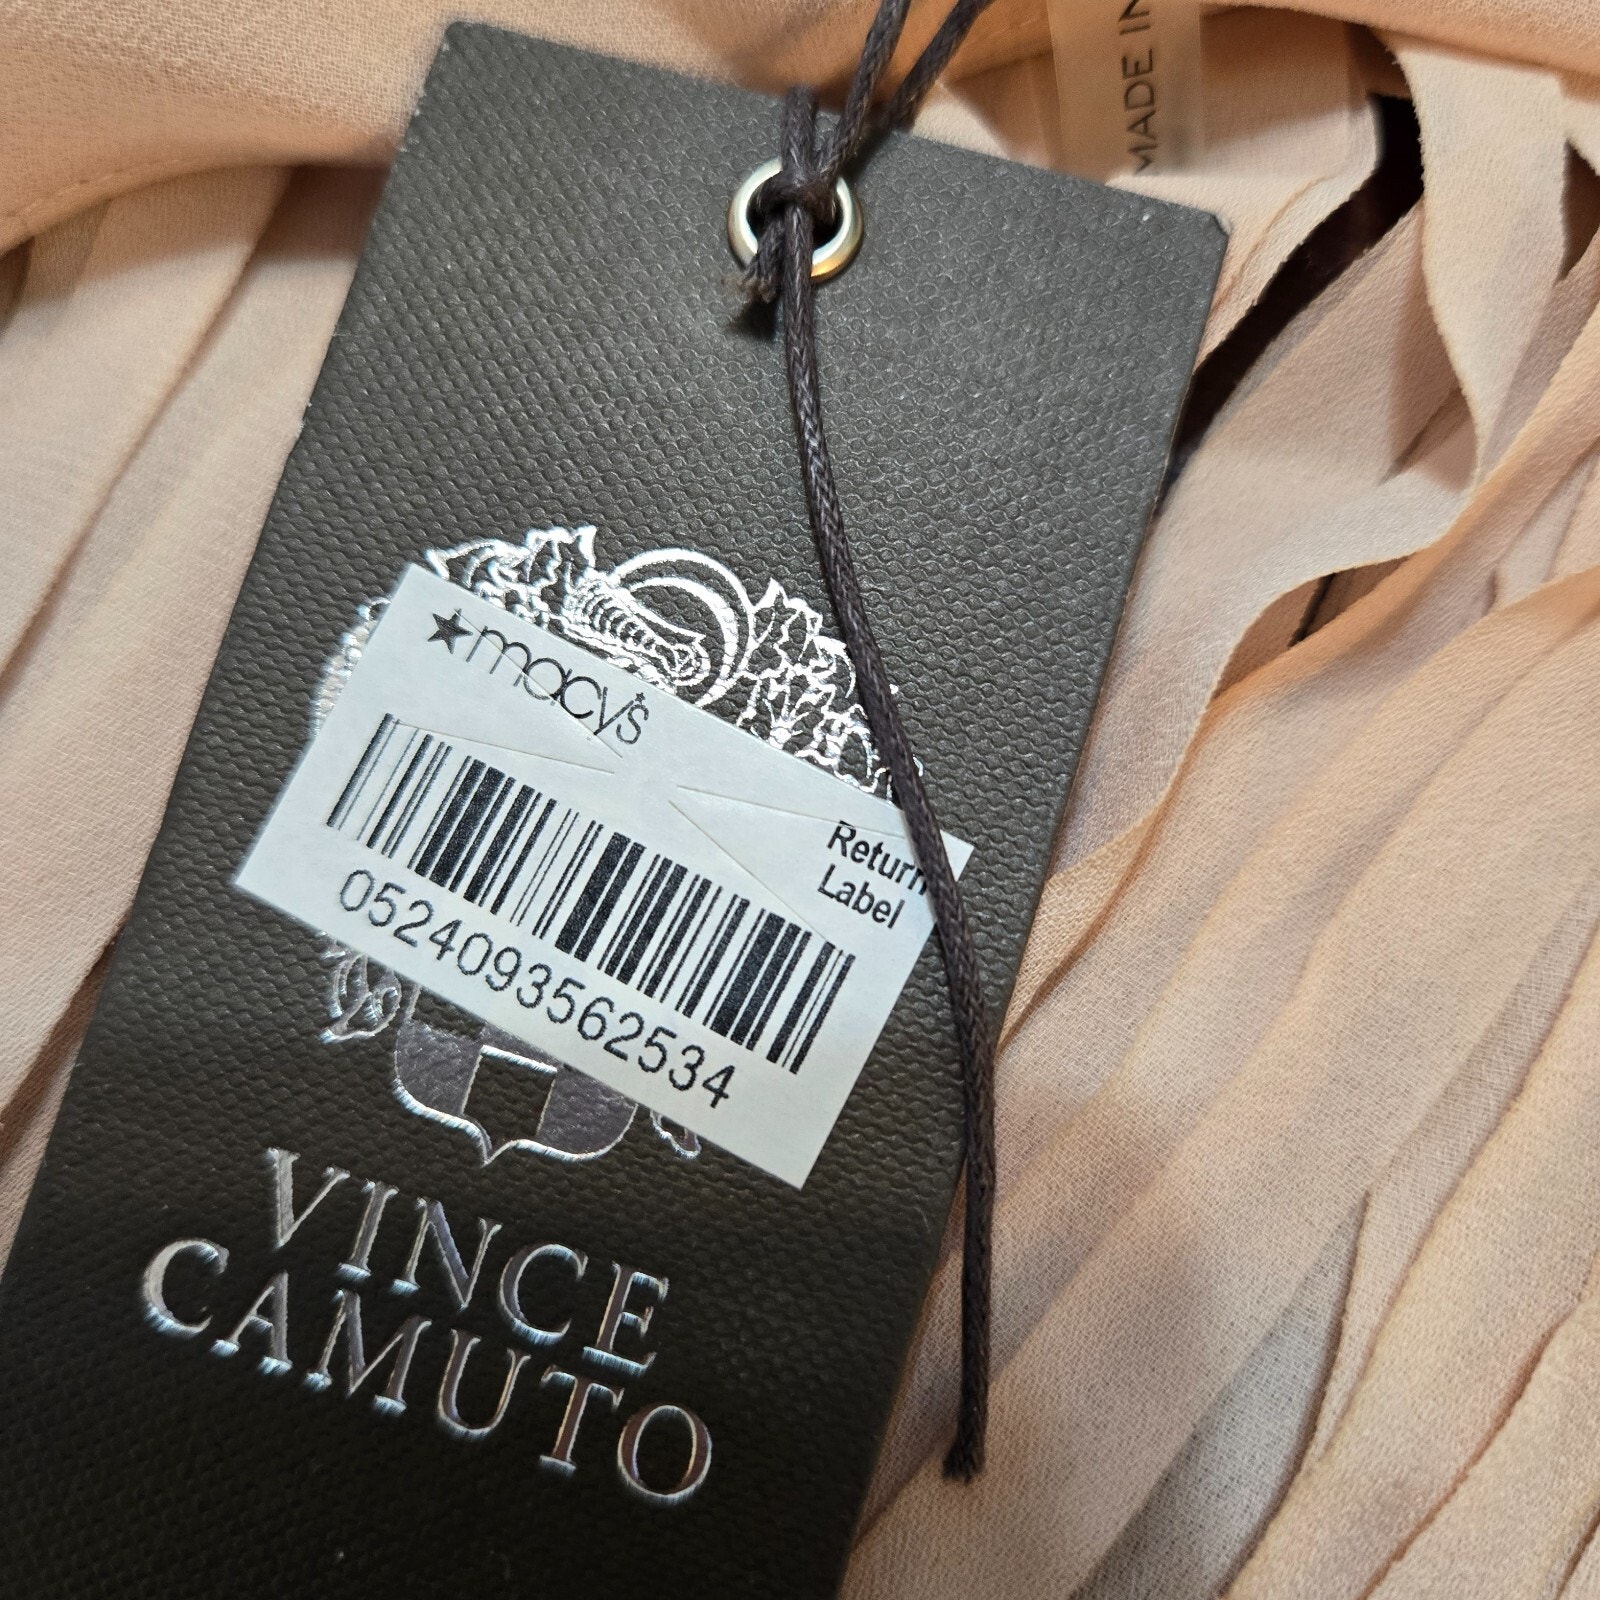 MADE IN
★macy's
Return
Label
0524093562534
VINCE
CAMUTO